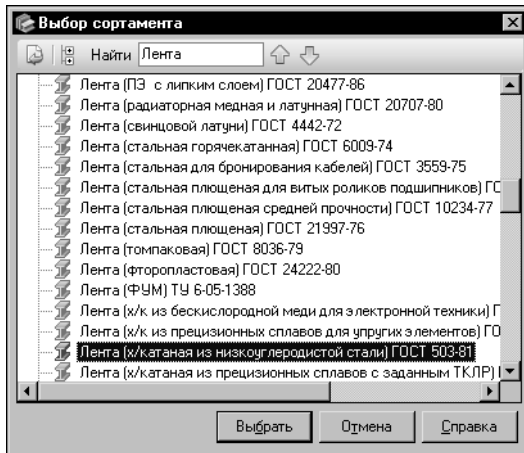 Выбор сортамента
Найти Лента
Лента (ПЭ с липким слоем) ГОСТ 20477-86
Лента (радиаторная медная и латунная) ГОСТ 20707-80
Лента (свинцовой латуни) ГОСТ 4442-72
Лента (стальная горячекатанная) ГОСТ 6009-74
Лента (стальная для бронирования кабелей) ГОСТ 3559-75
Лента (стальная плющеная для витых роликов подшипников) ГС
Лента (стальная плющеная средней прочности) ГОСТ 10234-77
Лента (стальная плющеная) ГОСТ 21997-76
Лента (томпаковая) ГОСТ 8036-79
Лента (фторопластовая) ГОСТ 24222-80
Лента (ФУМ) ТУ 6-05-1388
Лента (х/к из бескислородной меди для электронной техники) Г
Лента (х/к из прецизионных сплавов для упругих элементов) ГО
Лента (х/катаная из низкоуглеродистой стали) ГОСТ 503-81
Лента (х/катаная из прецизионных сплавов с заданным ТКЛР)
Выбрать Отмена Справка